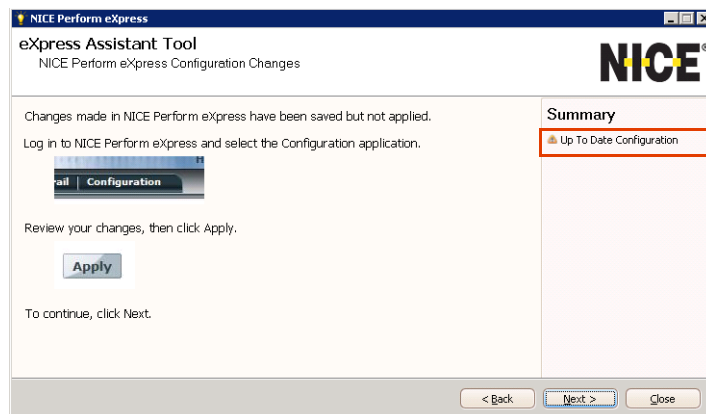 NICE Perform eXpress
eXpress Assistant Tool
NICE Perform eXpress Configuration Changes
NICE®
Changes made in NICE Perform eXpress have been saved but not applied.
Log in to NICE Perform eXpress and select the Configuration application.
ail | Configuration
Review your changes, then click Apply.
Apply
To continue, click Next.
Summary
Up To Date Configuration
< Back
Next >
Close